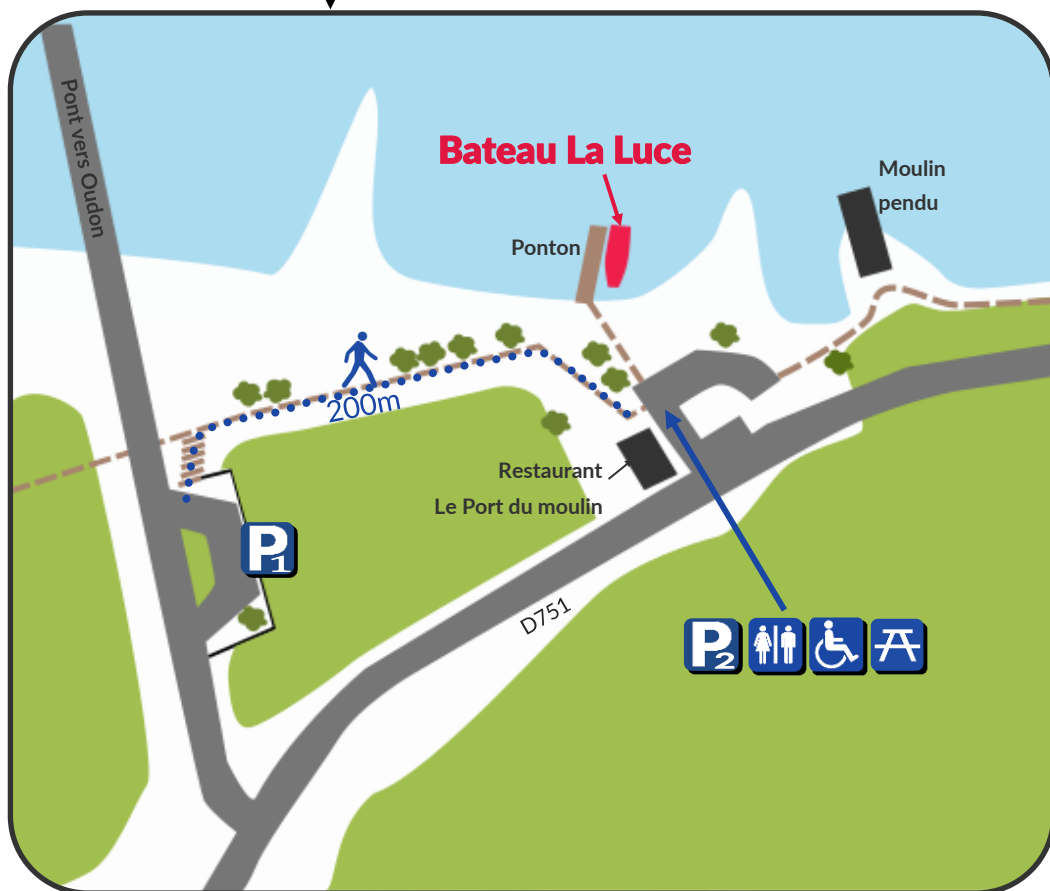 Pont vers Oudon
Bateau La Luce
Moulin
pendu
Ponton
200m
Restaurant
Le Port du moulin
P1
D751
P2